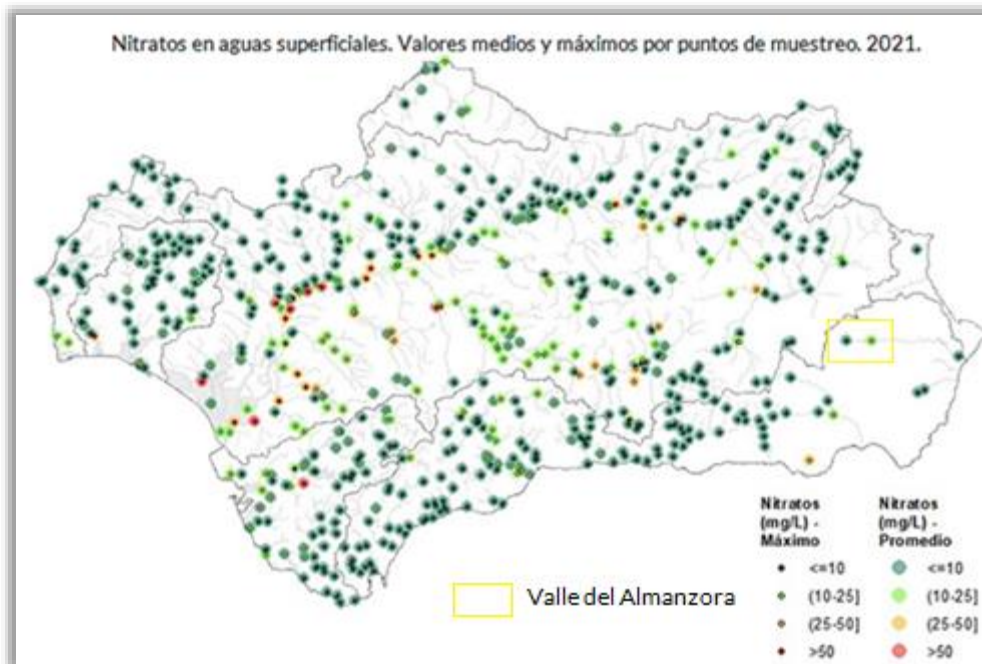 Nitratos en aguas superficiales. Valores medios y máximos por puntos de muestreo. 2021.
Valle del Almanzora
Nitratos
(mg/L) -
Máximo
<=10
(10-25]
(25-50]
>50
Nitratos
(mg/L) -
Promedio
<=10
(10-25]
(25-50]
>50